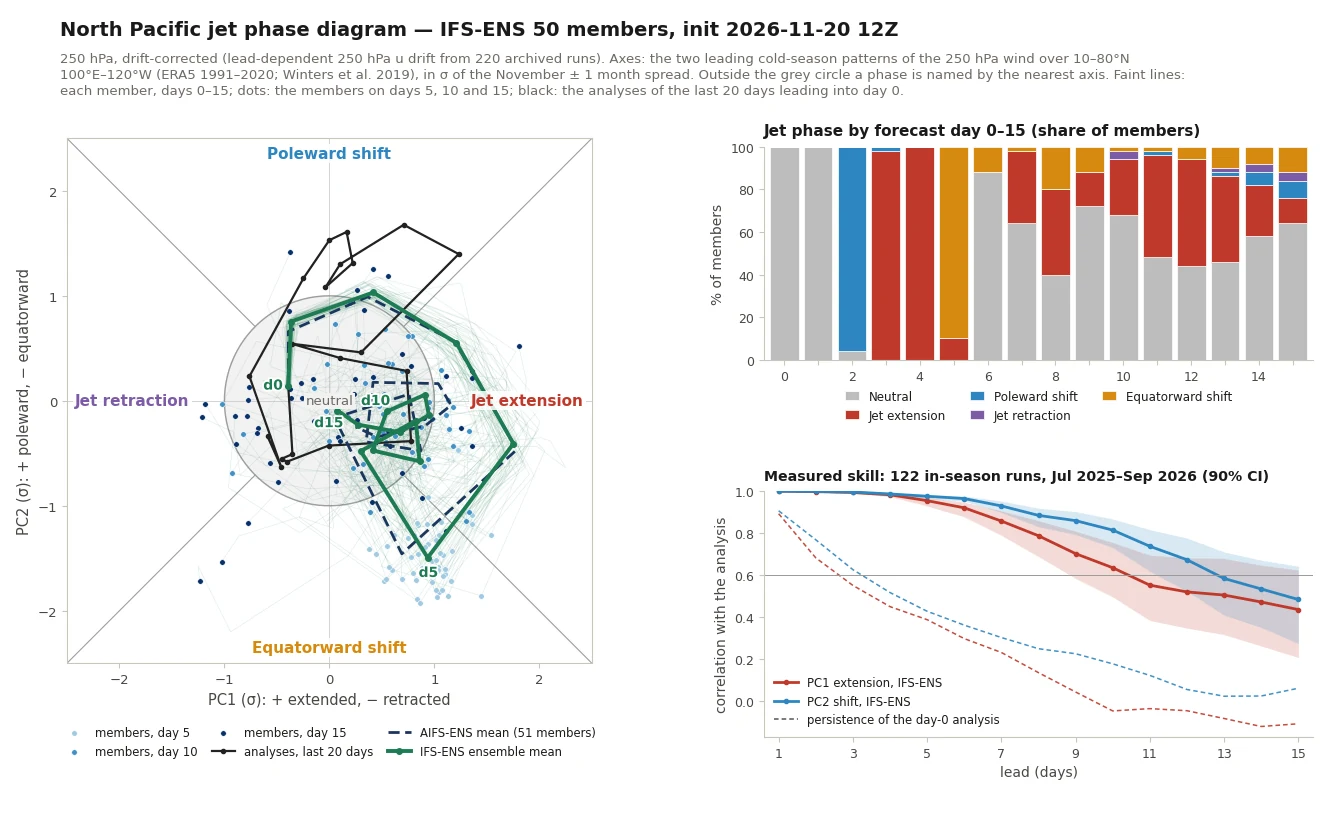 North Pacific jet phase diagram — IFS-ENS 50 members, init 2026-11-20 12Z
250 hPa, drift-corrected (lead-dependent 250 hPa u drift from 220 archived runs). Axes: the two leading cold-season patterns of the 250 hPa wind over 10–80°N
100°E–120°W (ERA5 1991–2020; Winters et al. 2019), in σ of the November ± 1 month spread. Outside the grey circle a phase is named by the nearest axis. Faint lines:
each member, days 0–15; dots: the members on days 5, 10 and 15; black: the analyses of the last 20 days leading into day 0.
Poleward shift
Jet retraction
neutral
Jet extension
Equatorward shift
d0
d10
d15
d5
2
1
0
−1
−2
−2
−1
0
1
2
PC2 (σ): + poleward, − equatorward
PC1 (σ): + extended, − retracted
members, day 5
members, day 10
members, day 15
analyses, last 20 days
AIFS-ENS mean (51 members)
IFS-ENS ensemble mean
Jet phase by forecast day 0–15 (share of members)
100
80
60
40
20
0
% of members
0
2
4
6
8
10
12
14
Neutral
Jet extension
Poleward shift
Jet retraction
Equatorward shift
Measured skill: 122 in-season runs, Jul 2025–Sep 2026 (90% CI)
1.0
0.8
0.6
0.4
0.2
0.0
correlation with the analysis
PC1 extension, IFS-ENS
PC2 shift, IFS-ENS
persistence of the day-0 analysis
1
3
5
7
9
11
13
15
lead (days)